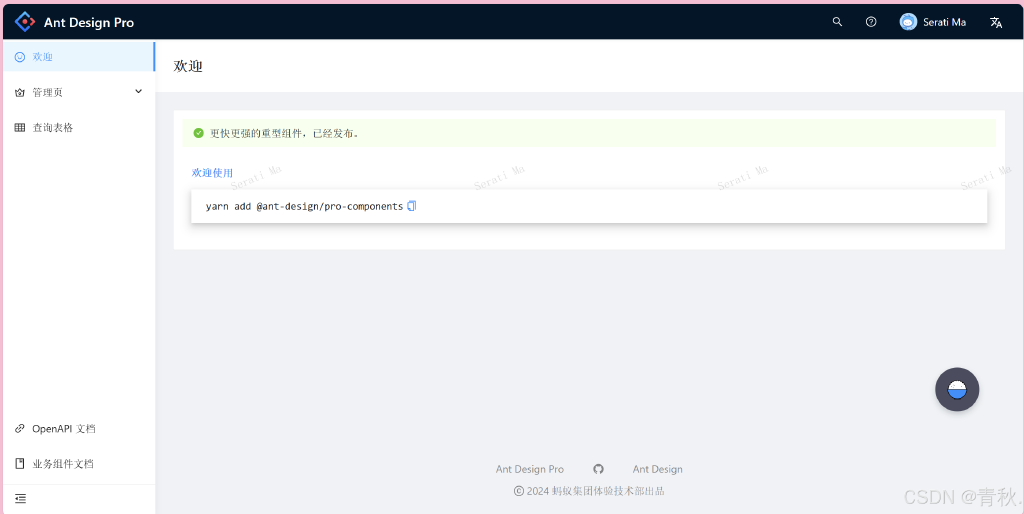 Ant Design Pro
Serati Ma
欢迎
管理页
查询表格
OpenAPI 文档
业务组件文档
欢迎
更快更强的重型组件，已经发布。
欢迎使用
Serati Ma Serati Ma Serati Ma Serati Ma
yarn add @ant-design/pro-components
Ant Design Pro Ant Design
© 2024 蚂蚁集团体验技术部出品
CSDN @青秋.